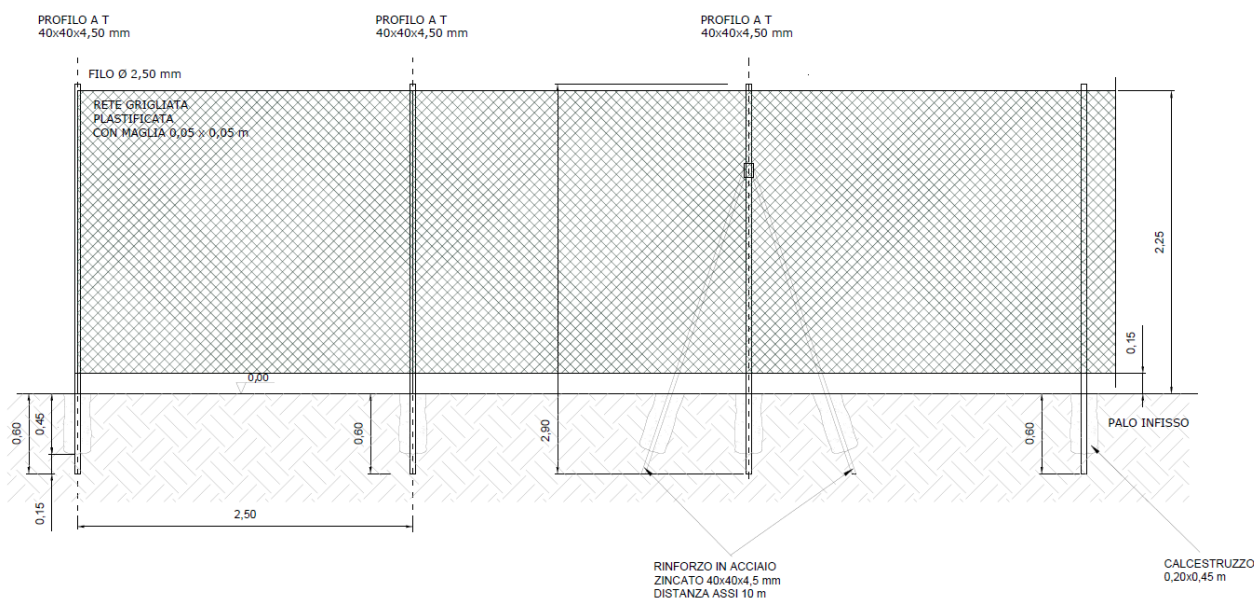 PROFILO A T
40x40x4,50 mm
PROFILO A T
40x40x4,50 mm
PROFILO A T
40x40x4,50 mm
FILO Ø 2,50 mm
RETE GRIGLIATA
PLASTIFICATA
CON MAGLIA 0,05 x 0,05 m
2,25
0,15
0,00
0,60
0,45
0,60
2,90
0,60
PALO INFISSO
0,15
2,50
RINFORZO IN ACCIAIO
ZINCATO 40x40x4,5 mm
DISTANZA ASSI 10 m
CALCESTRUZZO
0,20x0,45 m